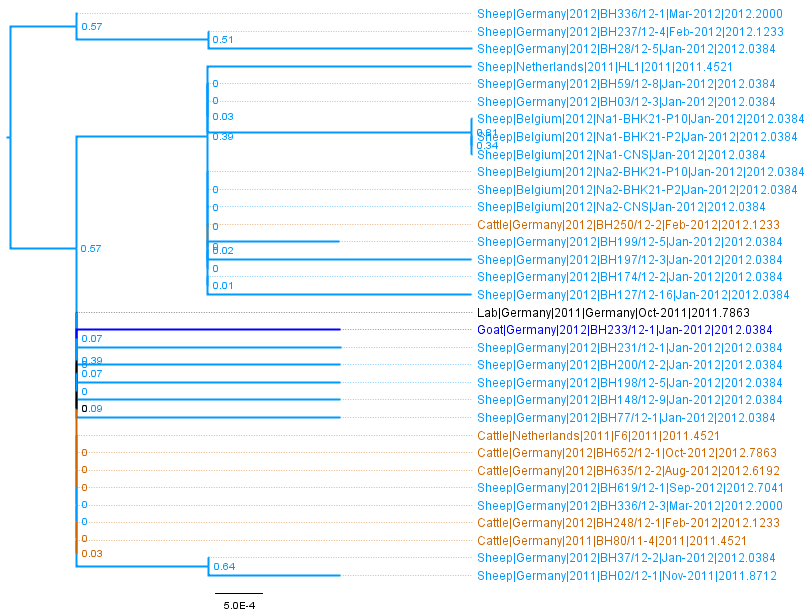 Sheep|Germany|2012|BH336/12-1|Mar-2012|2012.2000
0.57
Sheep|Germany|2012|BH237/12-4|Feb-2012|2012.1233
0.51
Sheep|Germany|2012|BH28/12-5|Jan-2012|2012.0384
Sheep|Netherlands|2011|HL1|2011|2011.4521
0
Sheep|Germany|2012|BH59/12-8|Jan-2012|2012.0384
0
Sheep|Germany|2012|BH03/12-3|Jan-2012|2012.0384
0.03
Sheep|Belgium|2012|Na1-BHK21-P10|Jan-2012|2012.0384
0.39
Sheep|Belgium|2012|Na1-BHK21-P2|Jan-2012|2012.0384
0.34
Sheep|Belgium|2012|Na1-CNS|Jan-2012|2012.0384
Sheep|Belgium|2012|Na2-BHK21-P10|Jan-2012|2012.0384
0
Sheep|Belgium|2012|Na2-BHK21-P2|Jan-2012|2012.0384
0
Sheep|Belgium|2012|Na2-CNS|Jan-2012|2012.0384
0
Cattle|Germany|2012|BH250/12-2|Feb-2012|2012.1233
0
Sheep|Germany|2012|BH199/12-5|Jan-2012|2012.0384
0.57
0.02
Sheep|Germany|2012|BH197/12-3|Jan-2012|2012.0384
0
Sheep|Germany|2012|BH174/12-2|Jan-2012|2012.0384
0.01
Sheep|Germany|2012|BH127/12-16|Jan-2012|2012.0384
Lab|Germany|2011|Germany|Oct-2011|2011.7863
Goat|Germany|2012|BH233/12-1|Jan-2012|2012.0384
0.07
Sheep|Germany|2012|BH231/12-1|Jan-2012|2012.0384
0.39
Sheep|Germany|2012|BH200/12-2|Jan-2012|2012.0384
0.07
Sheep|Germany|2012|BH198/12-5|Jan-2012|2012.0384
0
Sheep|Germany|2012|BH148/12-9|Jan-2012|2012.0384
0.09
Sheep|Germany|2012|BH77/12-1|Jan-2012|2012.0384
Cattle|Netherlands|2011|F6|2011|2011.4521
0
Cattle|Germany|2012|BH652/12-1|Oct-2012|2012.7863
0
Cattle|Germany|2012|BH635/12-2|Aug-2012|2012.6192
0
Sheep|Germany|2012|BH619/12-1|Sep-2012|2012.7041
0
Sheep|Germany|2012|BH336/12-3|Mar-2012|2012.2000
0
Cattle|Germany|2012|BH248/12-1|Feb-2012|2012.1233
0
Cattle|Germany|2011|BH80/11-4|2011|2011.4521
0.03
Sheep|Germany|2012|BH37/12-2|Jan-2012|2012.0384
0.64
Sheep|Germany|2011|BH02/12-1|Nov-2011|2011.8712
5.0E-4